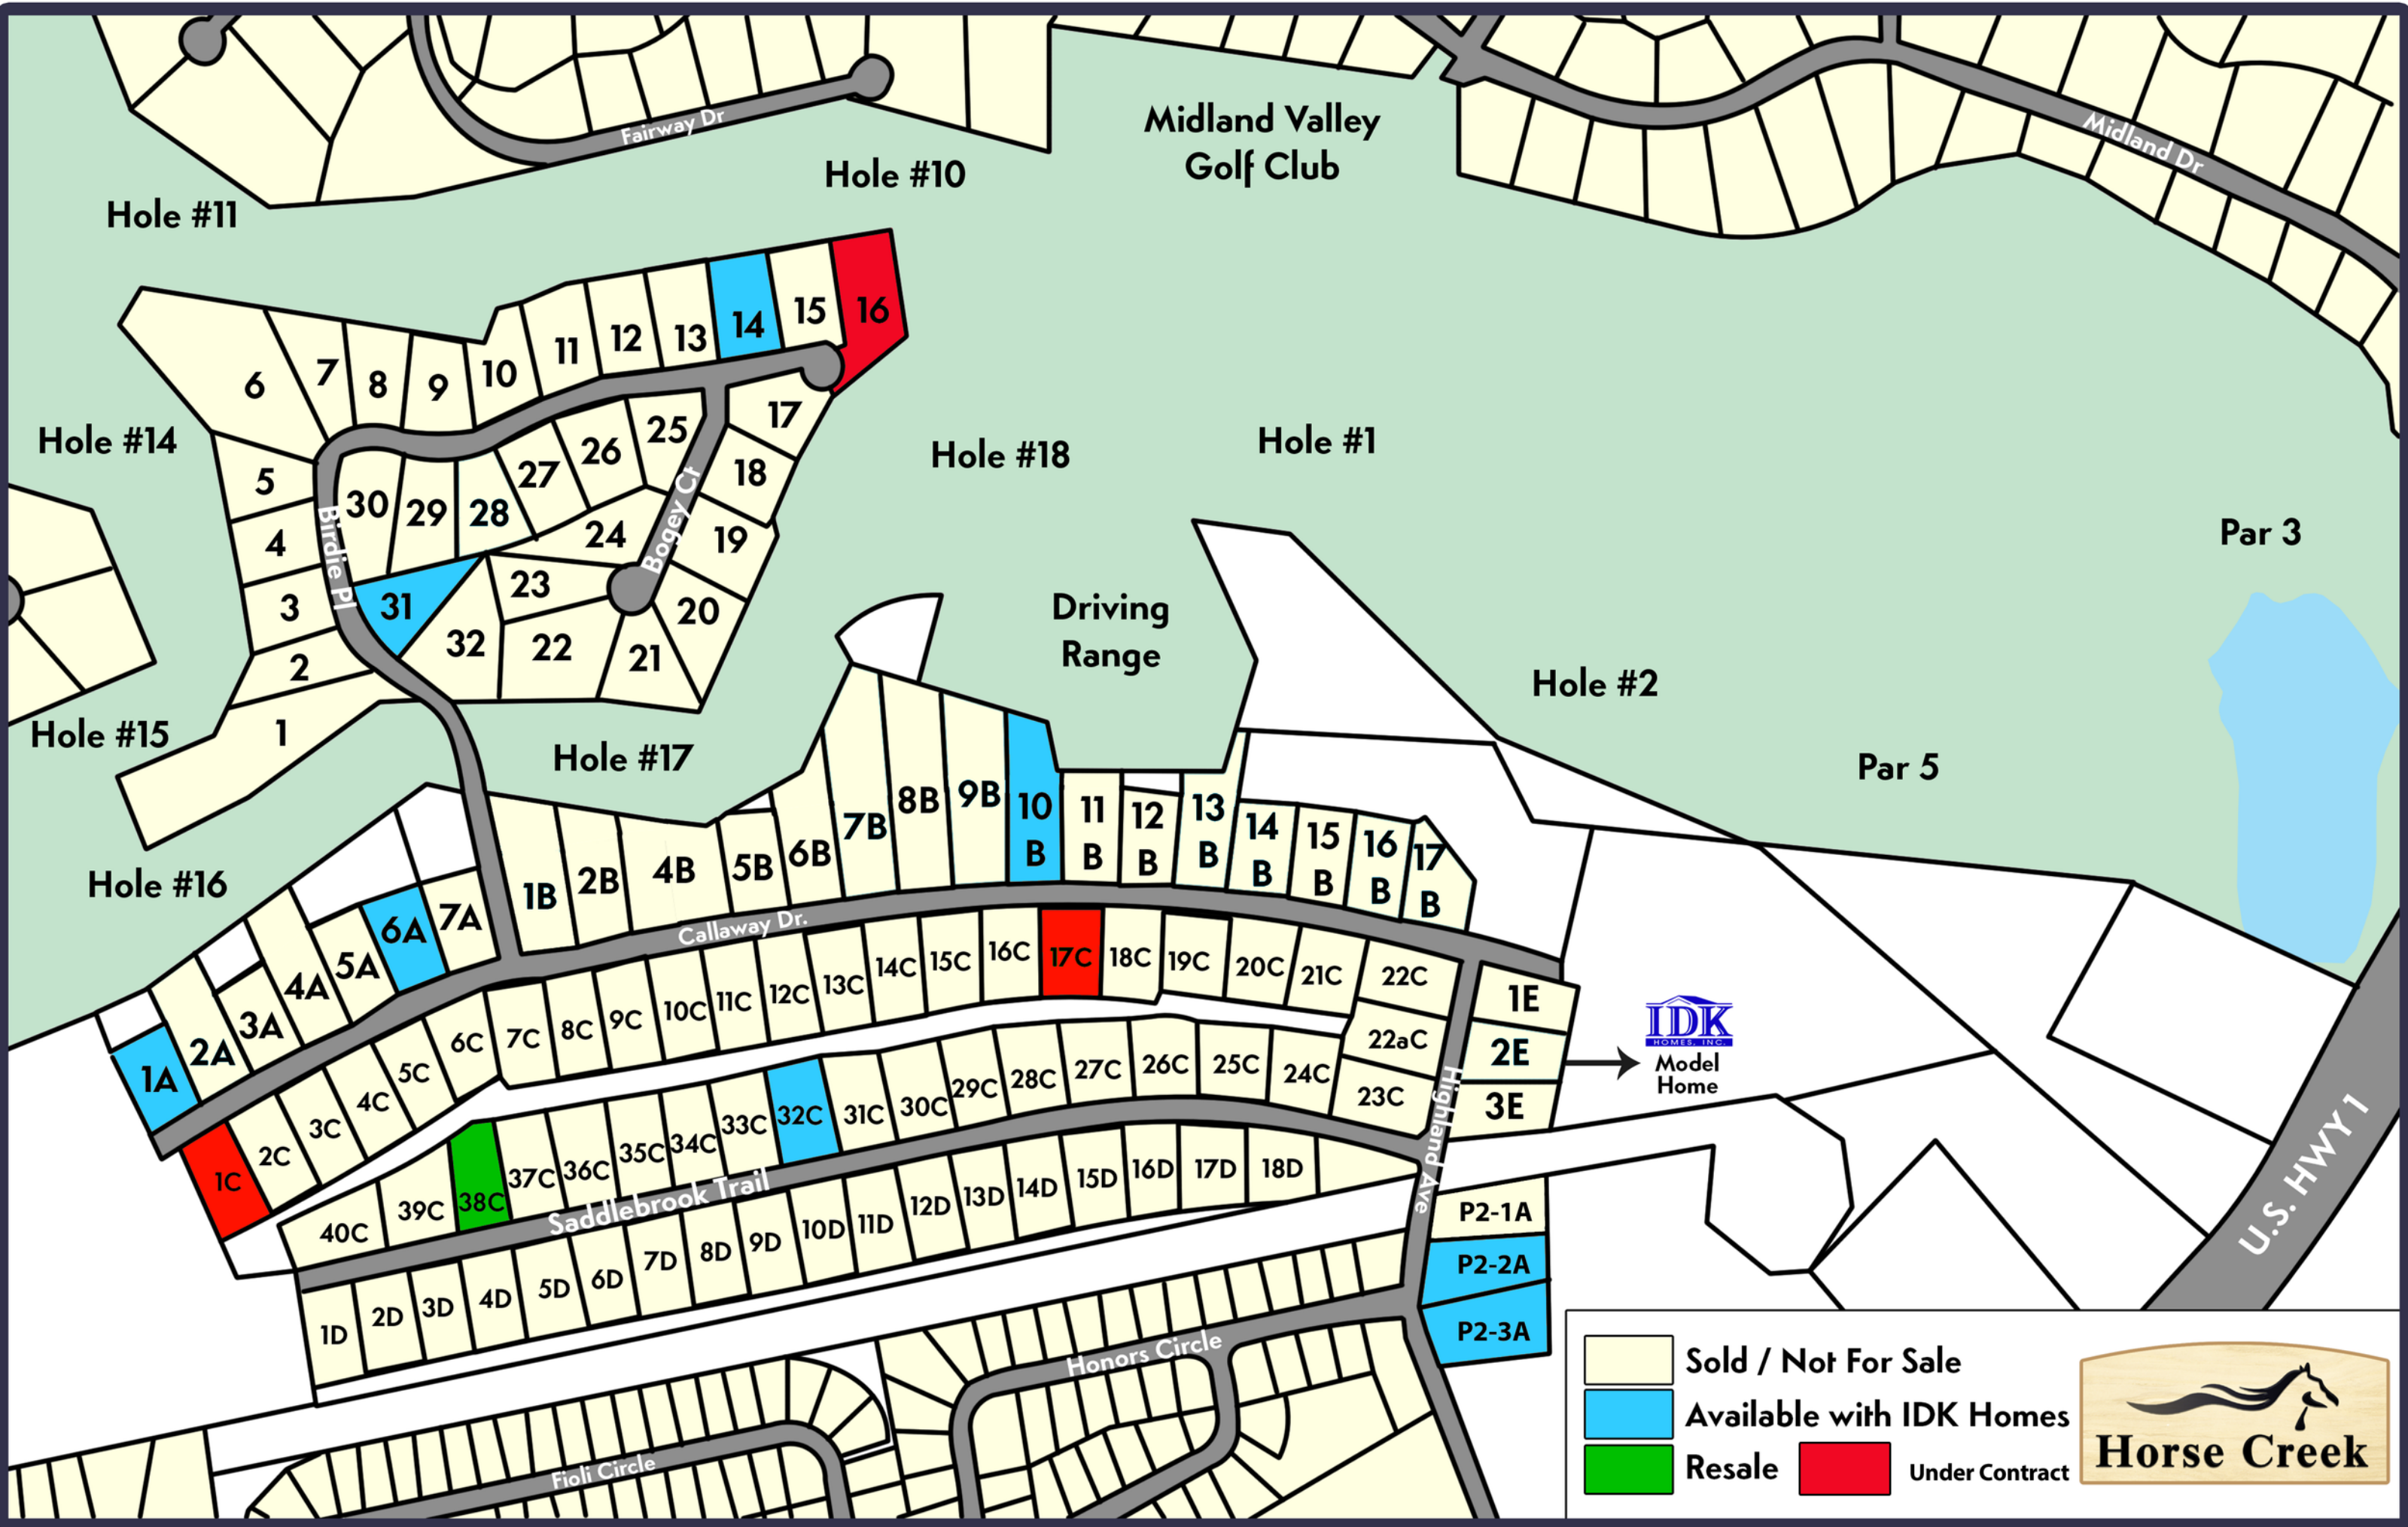 Fairway Dr
Midland Valley
Golf Club
Midland Dr
Hole #10
Hole #11
16
15
14
13
12
11
10
9
8
7
6
Hole #14
Hole #18
Hole #1
17
25
26
18
27
5
30
29
28
24
19
4
Bogey Ct
Birdie Pl
Par 3
23
31
3
20
Driving
Range
32
22
21
2
Hole #2
1
Hole #15
Hole #17
Par 5
Hole #16
1B
2B
4B
5B
6B
7B
8B
9B
10
B
11
B
12
B
13
B
14
B
15
B
16
B
17
B
1A
2A
3A
4A
5A
6A
7A
Callaway Dr.
1C
2C
3C
4C
5C
6C
7C
8C
9C
10C
11C
12C
13C
14C
15C
16C
17C
18C
19C
20C
21C
22C
22aC
23C
1E
2E
3E
IDK
HOMES, INC.
Model
Home
Highland Ave
40C
39C
38C
37C
36C
35C
34C
33C
32C
31C
30C
29C
28C
27C
26C
25C
24C
Saddlebrook Trail
1D
2D
3D
4D
5D
6D
7D
8D
9D
10D
11D
12D
13D
14D
15D
16D
17D
18D
P2-1A
P2-2A
P2-3A
U.S. HWY 1
Honors Circle
Fioli Circle
Sold / Not For Sale
Available with IDK Homes
Resale
Under Contract
Horse Creek